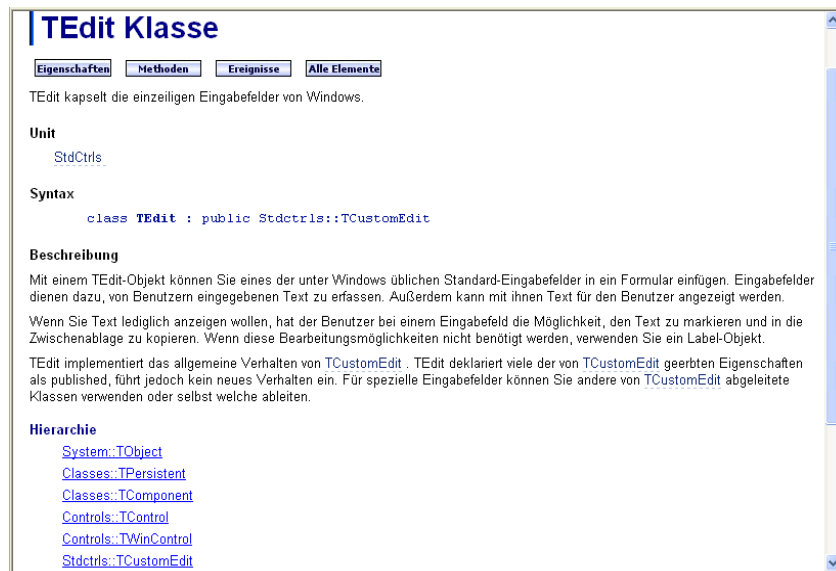 TEdit Klasse
Eigenschaften Methoden Ereignisse Alle Elemente
TEdit kapselt die einzeiligen Eingabefelder von Windows.
Unit
StdCtrls
Syntax
class TEdit : public Stdctrls::TCustomEdit
Beschreibung
Mit einem TEdit-Objekt können Sie eines der unter Windows üblichen Standard-Eingabefelder in ein Formular einfügen. Eingabefelder
dienen dazu, von Benutzern eingegebenen Text zu erfassen. Außerdem kann mit ihnen Text für den Benutzer angezeigt werden.
Wenn Sie Text lediglich anzeigen wollen, hat der Benutzer bei einem Eingabefeld die Möglichkeit, den Text zu markieren und in die
Zwischenablage zu kopieren. Wenn diese Bearbeitungsmöglichkeiten nicht benötigt werden, verwenden Sie ein Label-Objekt.
TEdit implementiert das allgemeine Verhalten von TCustomEdit . TEdit deklariert viele der von TCustomEdit geerbten Eigenschaften
als published, führt jedoch kein neues Verhalten ein. Für spezielle Eingabefelder können Sie andere von TCustomEdit abgeleitete
Klassen verwenden oder selbst welche ableiten.
Hierarchie
System::TObject
Classes::TPersistent
Classes::TComponent
Controls::TControl
Controls::TWinControl
Stdctrls::TCustomEdit